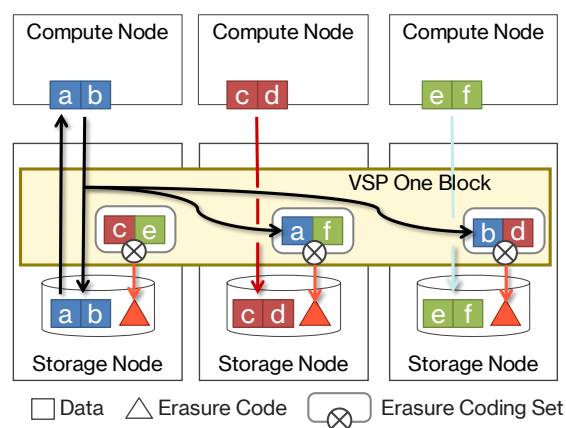 Compute Node Compute Node Compute Node
a b c d e f
VSP One Block
c e a f b d
a b c d e f
Storage Node Storage Node Storage Node
Data Erasure Code Erasure Coding Set